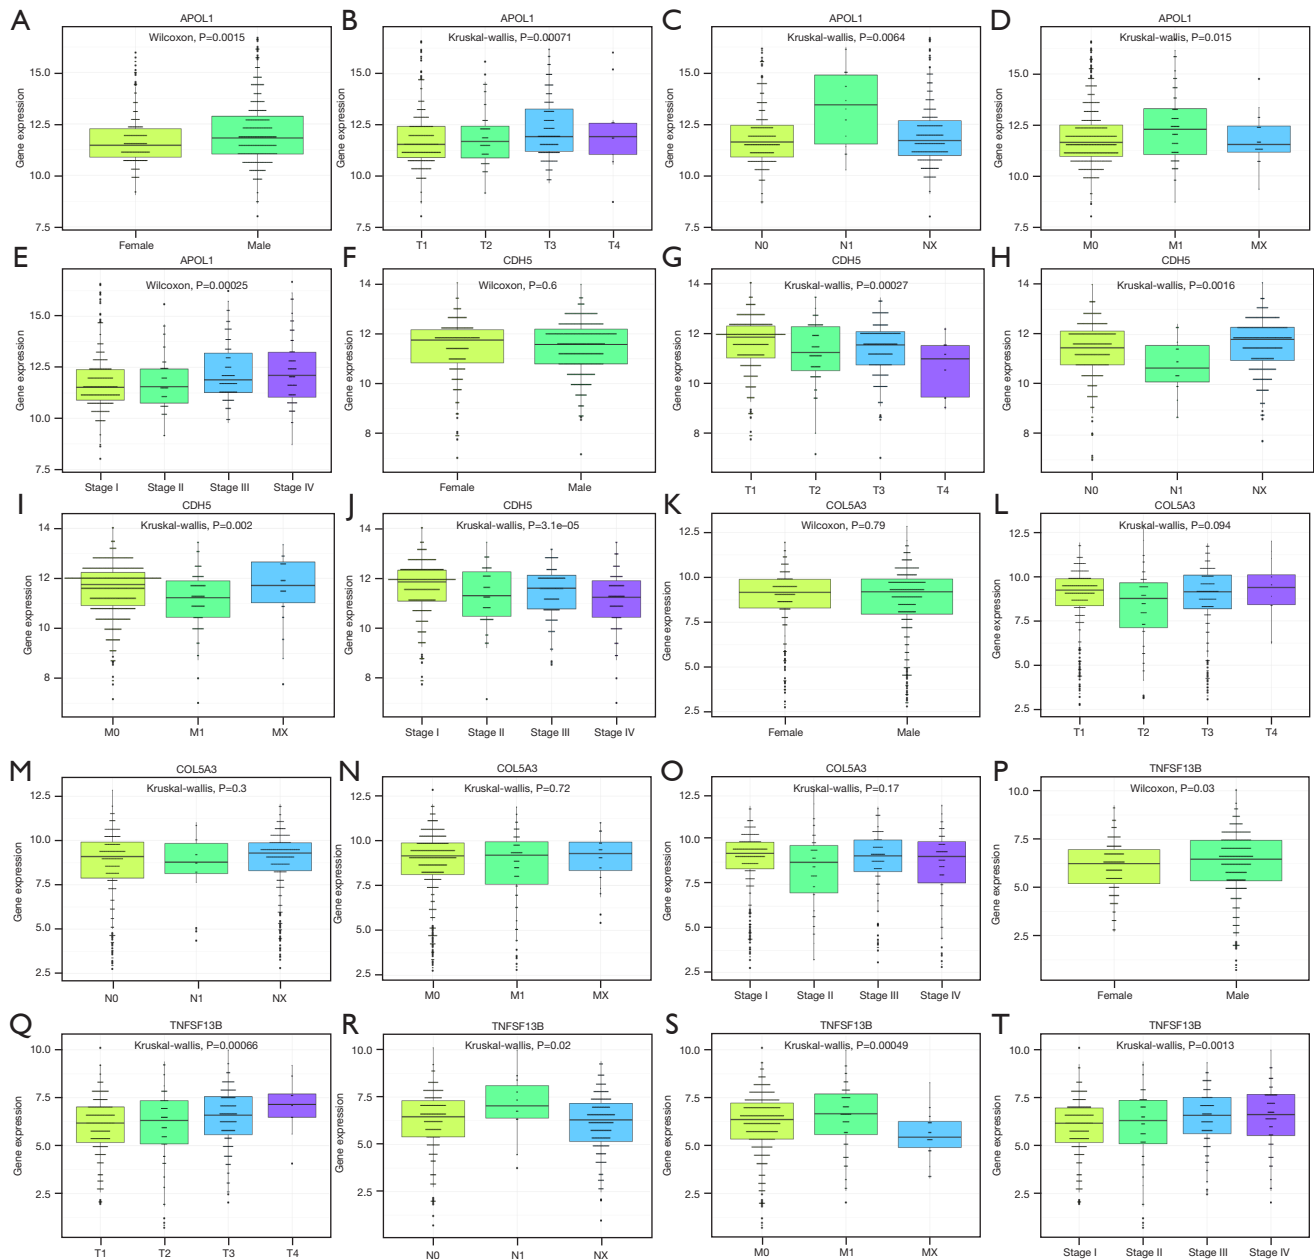 A
APOL1
Wilcoxon, P=0.0015
Gene expression
15.0
12.5
10.0
7.5
Female Male
B
APOL1
Kruskal-wallis, P=0.00071
Gene expression
15.0
12.5
10.0
7.5
T1 T2 T3 T4
C
APOL1
Kruskal-wallis, P=0.0064
Gene expression
15.0
12.5
10.0
7.5
N0 N1 NX
D
APOL1
Kruskal-wallis, P=0.015
Gene expression
15.0
12.5
10.0
7.5
M0 M1 MX
E
APOL1
Wilcoxon, P=0.00025
Gene expression
15.0
12.5
10.0
7.5
Stage I Stage II Stage III Stage IV
F
CDH5
Wilcoxon, P=0.6
Gene expression
14
12
10
8
Female Male
G
CDH5
Kruskal-wallis, P=0.00027
Gene expression
14
12
10
8
T1 T2 T3 T4
H
CDH5
Kruskal-wallis, P=0.0016
Gene expression
14
12
10
8
N0 N1 NX
I
CDH5
Kruskal-wallis, P=0.002
Gene expression
14
12
10
8
M0 M1 MX
J
CDH5
Kruskal-wallis, P=3.1e-05
Gene expression
14
12
10
8
Stage I Stage II Stage III Stage IV
K
COL5A3
Wilcoxon, P=0.79
Gene expression
12.5
10.0
7.5
5.0
2.5
Female Male
L
COL5A3
Kruskal-wallis, P=0.094
Gene expression
12.5
10.0
7.5
5.0
2.5
T1 T2 T3 T4
M
COL5A3
Kruskal-wallis, P=0.3
Gene expression
12.5
10.0
7.5
5.0
2.5
N0 N1 NX
N
COL5A3
Kruskal-wallis, P=0.72
Gene expression
12.5
10.0
7.5
5.0
2.5
M0 M1 MX
O
COL5A3
Kruskal-wallis, P=0.17
Gene expression
12.5
10.0
7.5
5.0
2.5
Stage I Stage II Stage III Stage IV
P
TNFSF13B
Wilcoxon, P=0.03
Gene expression
10.0
7.5
5.0
2.5
Female Male
Q
TNFSF13B
Kruskal-wallis, P=0.00066
Gene expression
10.0
7.5
5.0
2.5
T1 T2 T3 T4
R
TNFSF13B
Kruskal-wallis, P=0.02
Gene expression
10.0
7.5
5.0
2.5
N0 N1 NX
S
TNFSF13B
Kruskal-wallis, P=0.00049
Gene expression
10.0
7.5
5.0
2.5
M0 M1 MX
T
TNFSF13B
Kruskal-wallis, P=0.0013
Gene expression
10.0
7.5
5.0
2.5
Stage I Stage II Stage III Stage IV